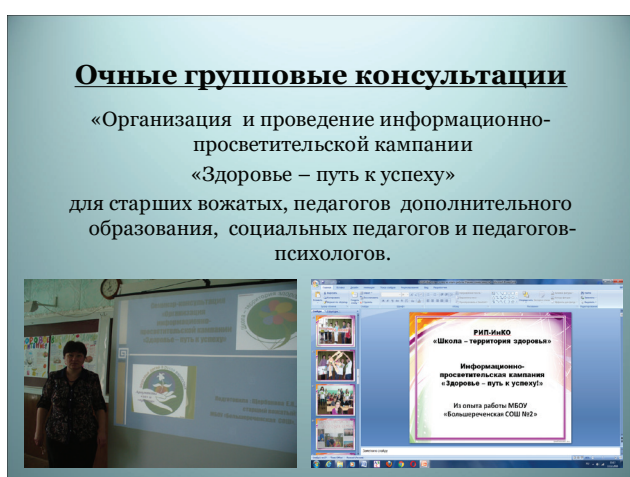 Очные групповые консультации
«Организация  и проведение информационно-
просветительской кампании
«Здоровье – путь к успеху»
для старших вожатых, педагогов  дополнительного
образования,  социальных педагогов и педагогов-
психологов.
РИП-ИнКО
«Школа – территория здоровья»
Информационно-
просветительская кампания
«Здоровье – путь к успеху!»
Из опыта работы МБОУ
«Большереченская СОШ №2»